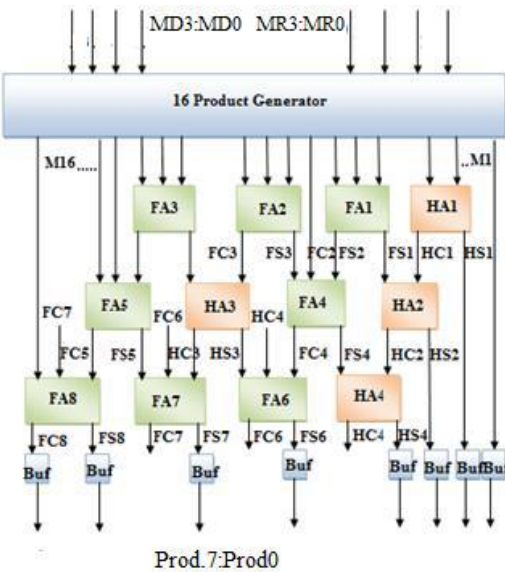 MD3:MD0 MR3:MR0
16 Product Generator
M16..... ...M1
FA3 FA2 FA1 HA1
FC3 FS3 FC2 FS2 FS1 HC1 HS1
FA5 HA3 FA4 HA2
FC7 FC6 HC4
FC5 FS5 HC3 HS3 FC4 FS4 HC2 HS2
FA8 FA7 FA6 HA4
FC8 FS8 FC7 FS7 FC6 FS6 HC4 HS4
Buf Buf Buf Buf Buf Buf Buf Buf
Prod.7:Prod0